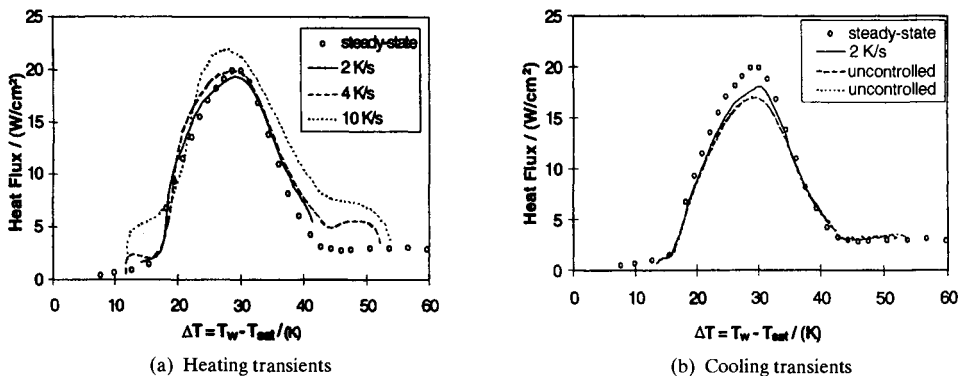 25
20
15
10
5
0
Heat Flux / (W/cm²)
steady-state
2 K/s
4 K/s
10 K/s
0 10 20 30 40 50 60
ΔT = Tw - Tsat / (K)
(a) Heating transients
25
20
15
10
5
0
Heat Flux / (W/cm²)
steady-state
2 K/s
uncontrolled
uncontrolled
0 10 20 30 40 50 60
ΔT = Tw - Tsat / (K)
(b) Cooling transients